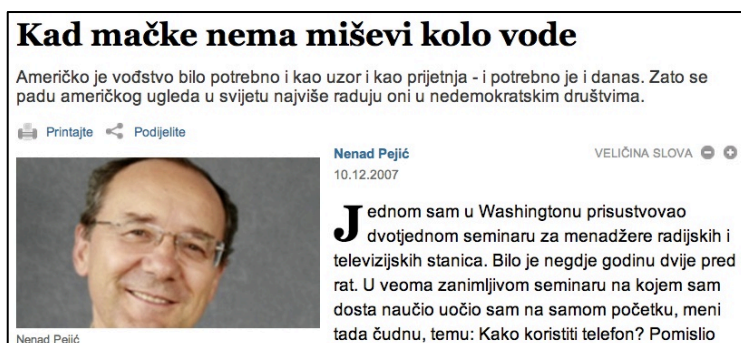 Kad mačke nema miševi kolo vode
Američko je vođstvo bilo potrebno i kao uzor i kao prijetnja - i potrebno je i danas. Zato se
padu američkog ugleda u svijetu najviše raduju oni u nedemokratskim društvima.
Printajte Podijelite
Nenad Pejić
Nenad Pejić
VELIČINA SLOVA
10.12.2007
Jednom sam u Washingtonu prisustvovao
dvotjednom seminaru za menadžere radijskih i
televizijskih stanica. Bilo je negdje godinu dvije pred
rat. U veoma zanimljivom seminaru na kojem sam
dosta naučio uočio sam na samom početku, meni
tada čudnu, temu: Kako koristiti telefon? Pomislio